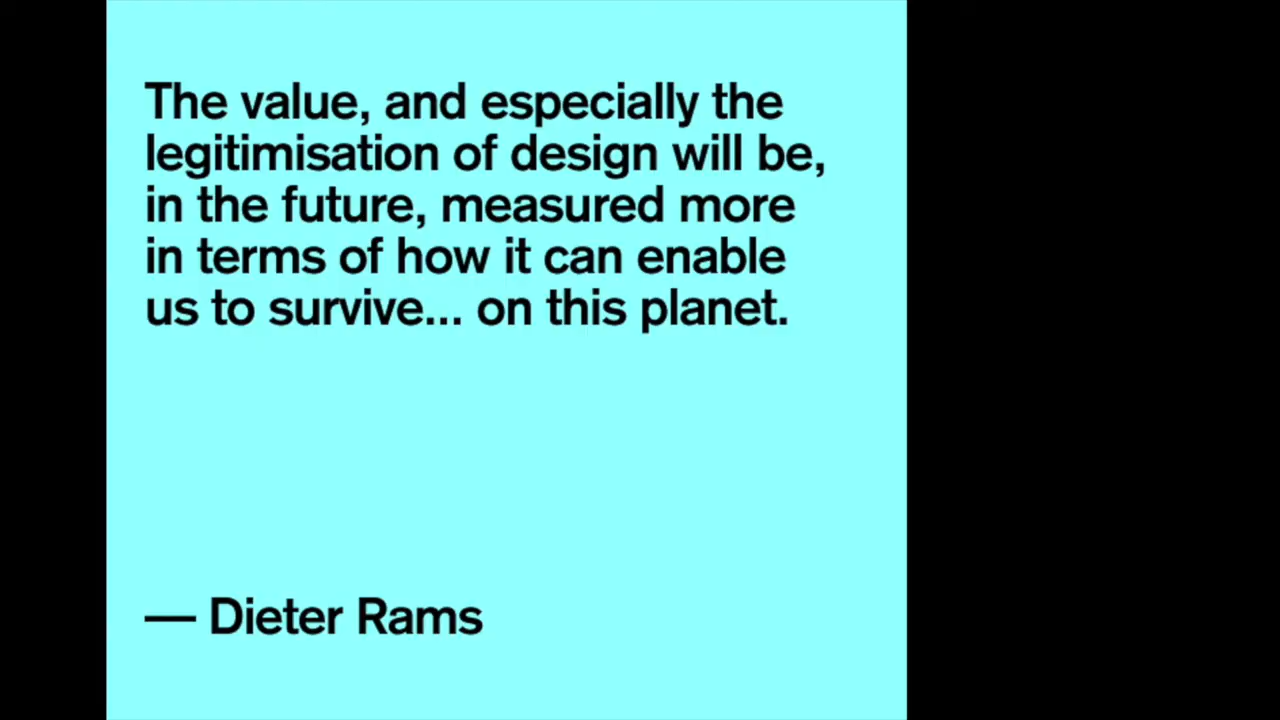 The value, and especially the
legitimisation of design will be,
in the future, measured more
in terms of how it can enable
us to survive... on this planet.
— Dieter Rams